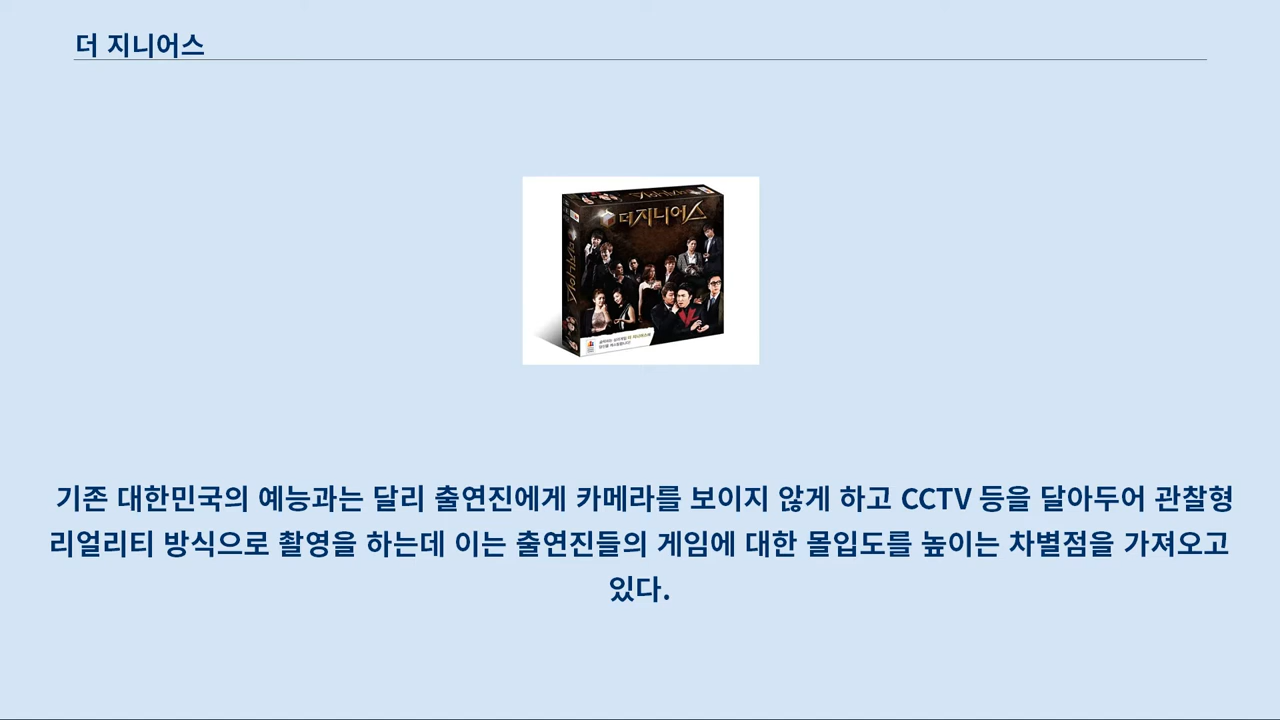 더 지니어스
더 지니어스
기존 대한민국의 예능과는 달리 출연진에게 카메라를 보이지 않게 하고 CCTV 등을 달아두어 관찰형
리얼리티 방식으로 촬영을 하는데 이는 출연진들의 게임에 대한 몰입도를 높이는 차별점을 가져오고
있다.